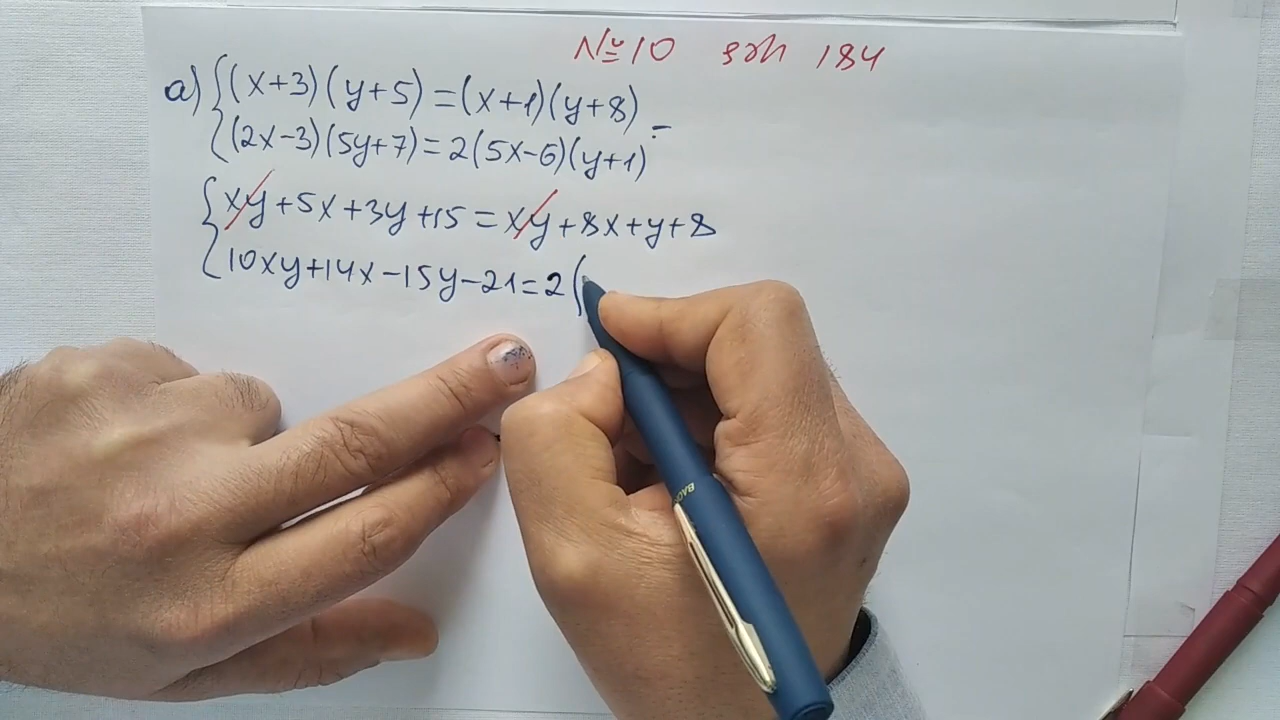 №10 səh 184
a) { (x+3)(y+5)=(x+1)(y+8)
(2x-3)(5y+7)=2(5x-6)(y+1)
{ xy+5x+3y+15=xy+8x+y+8
10xy+14x-15y-21=2(